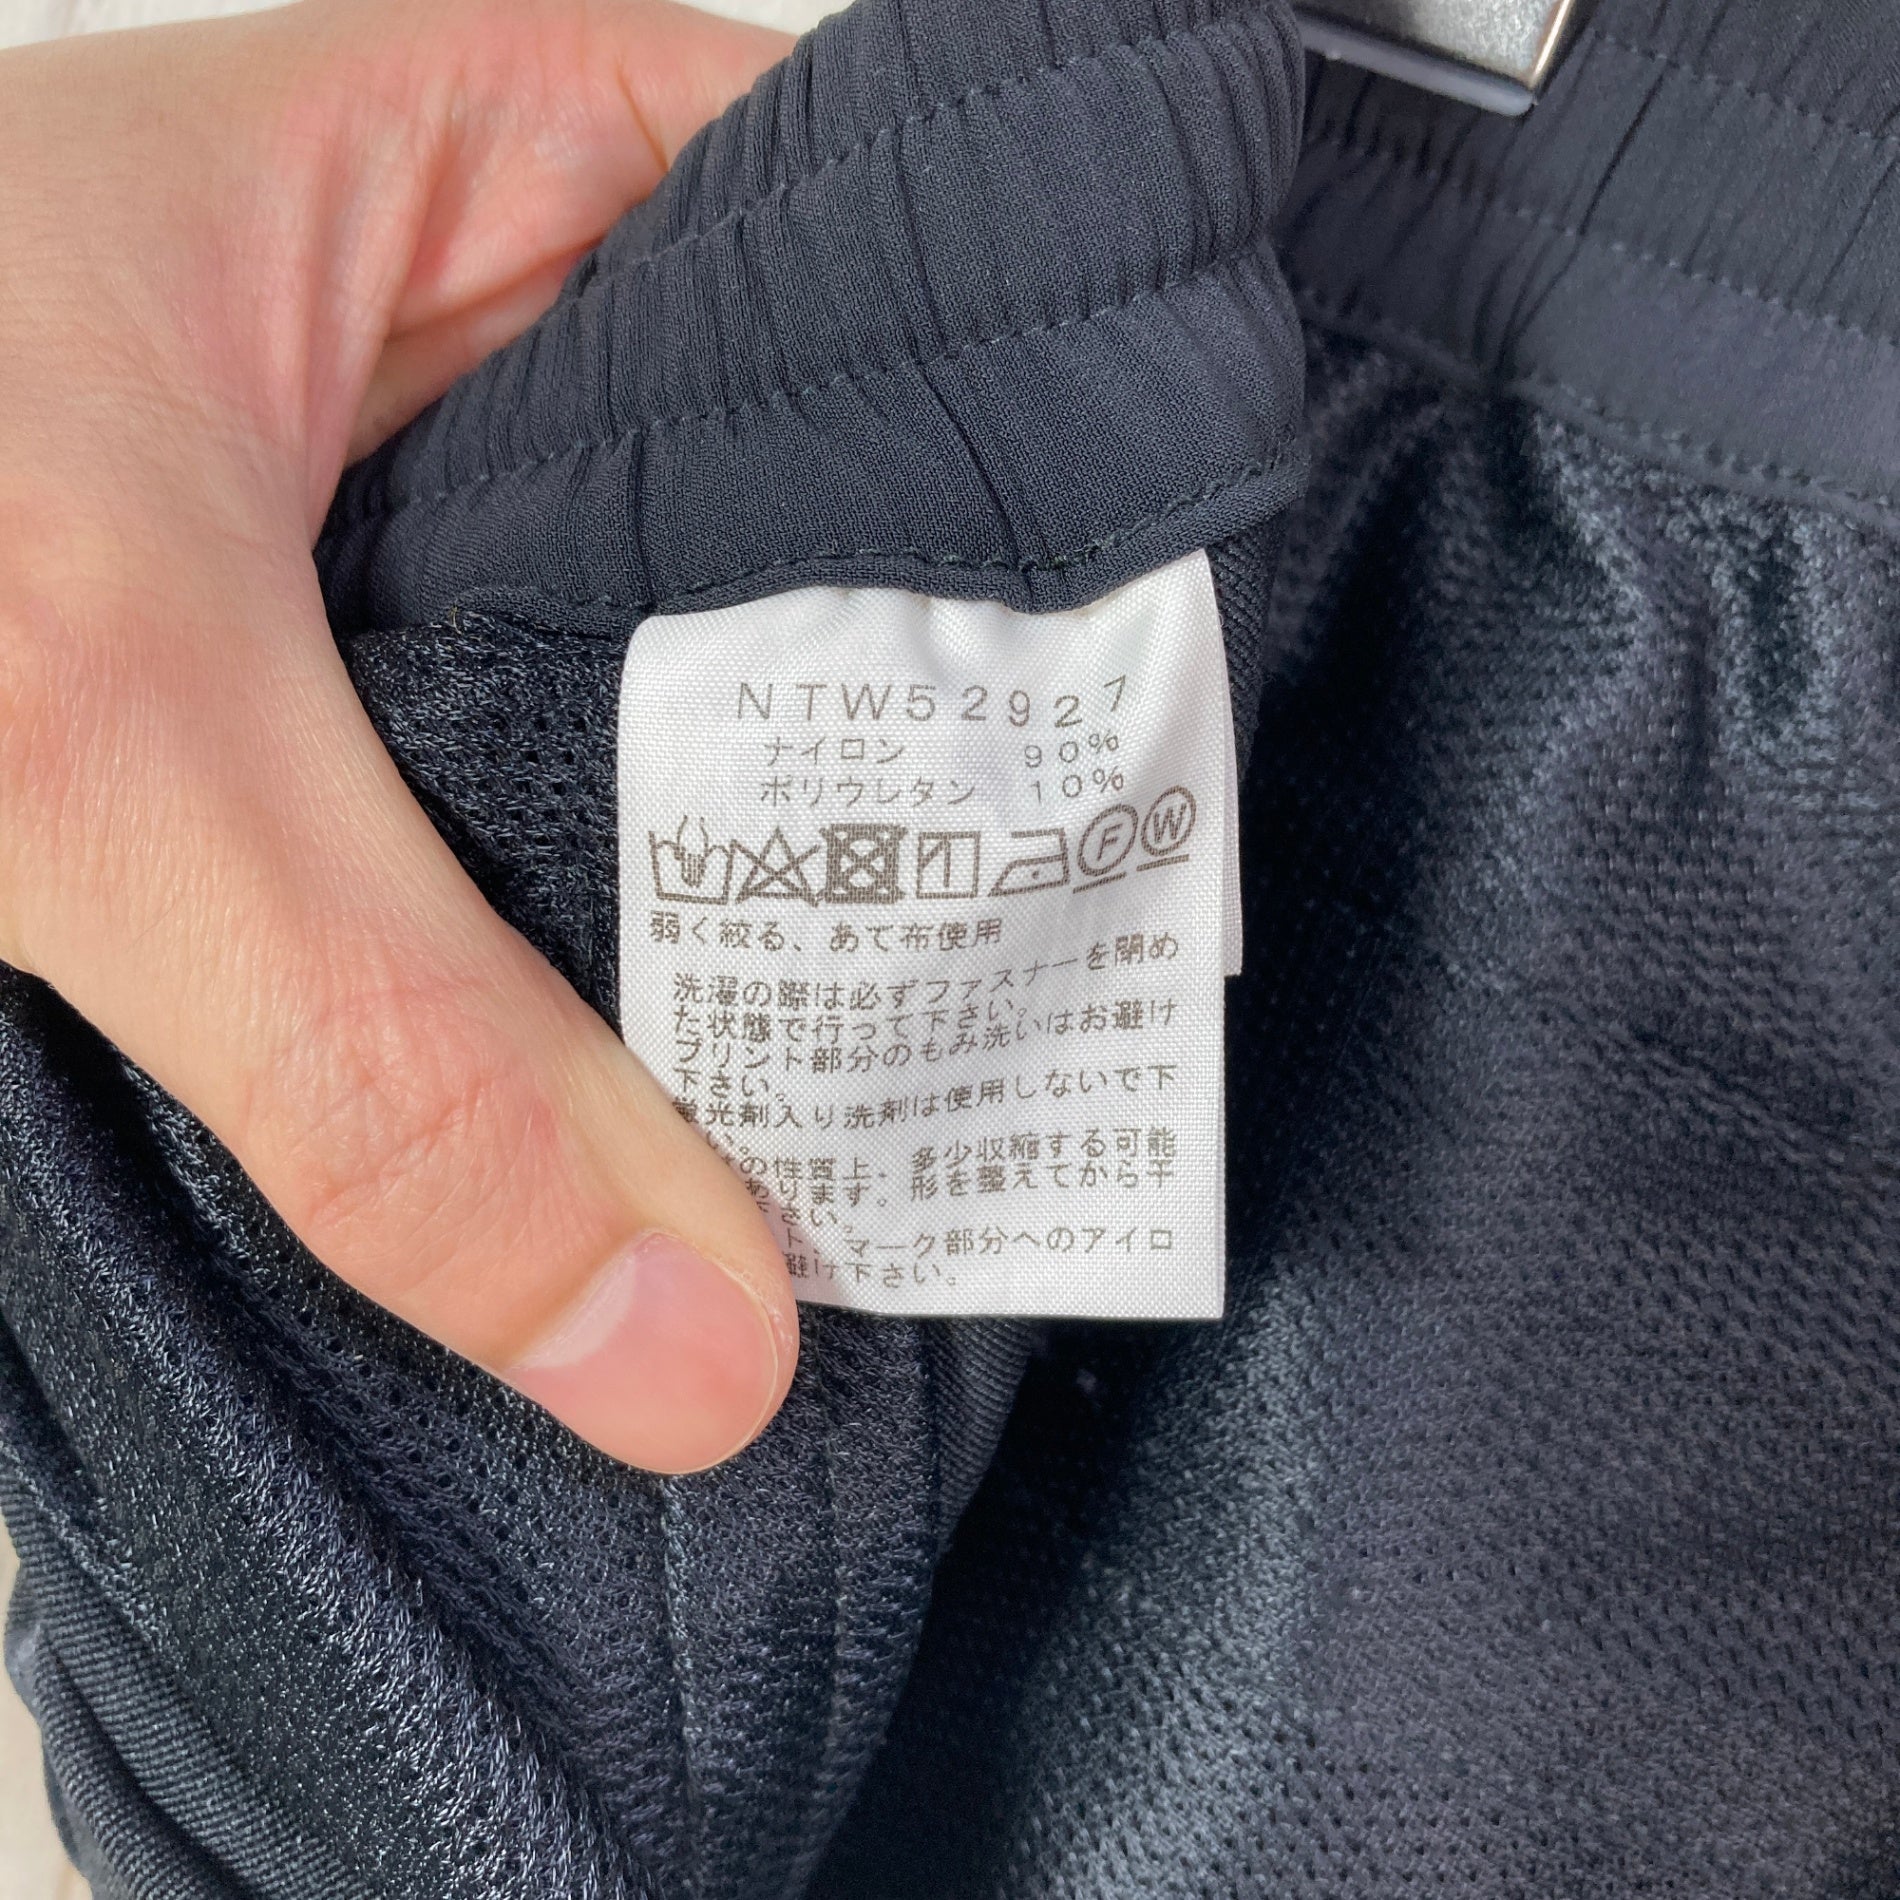 NTW52927
ナイロン 90%
ポリウレタン 10%
F W
弱く絞る、あて布使用
洗濯の際は必ずファスナーを閉め
た状態で行って下さい。
プリント部分のもみ洗いはお避け
下さい。
蛍光剤入り洗剤は使用しないで下
い。
の性質上、多少収縮する可能
あります。形を整えてから干
さい。
ト、マーク部分へのアイロ
避け下さい。